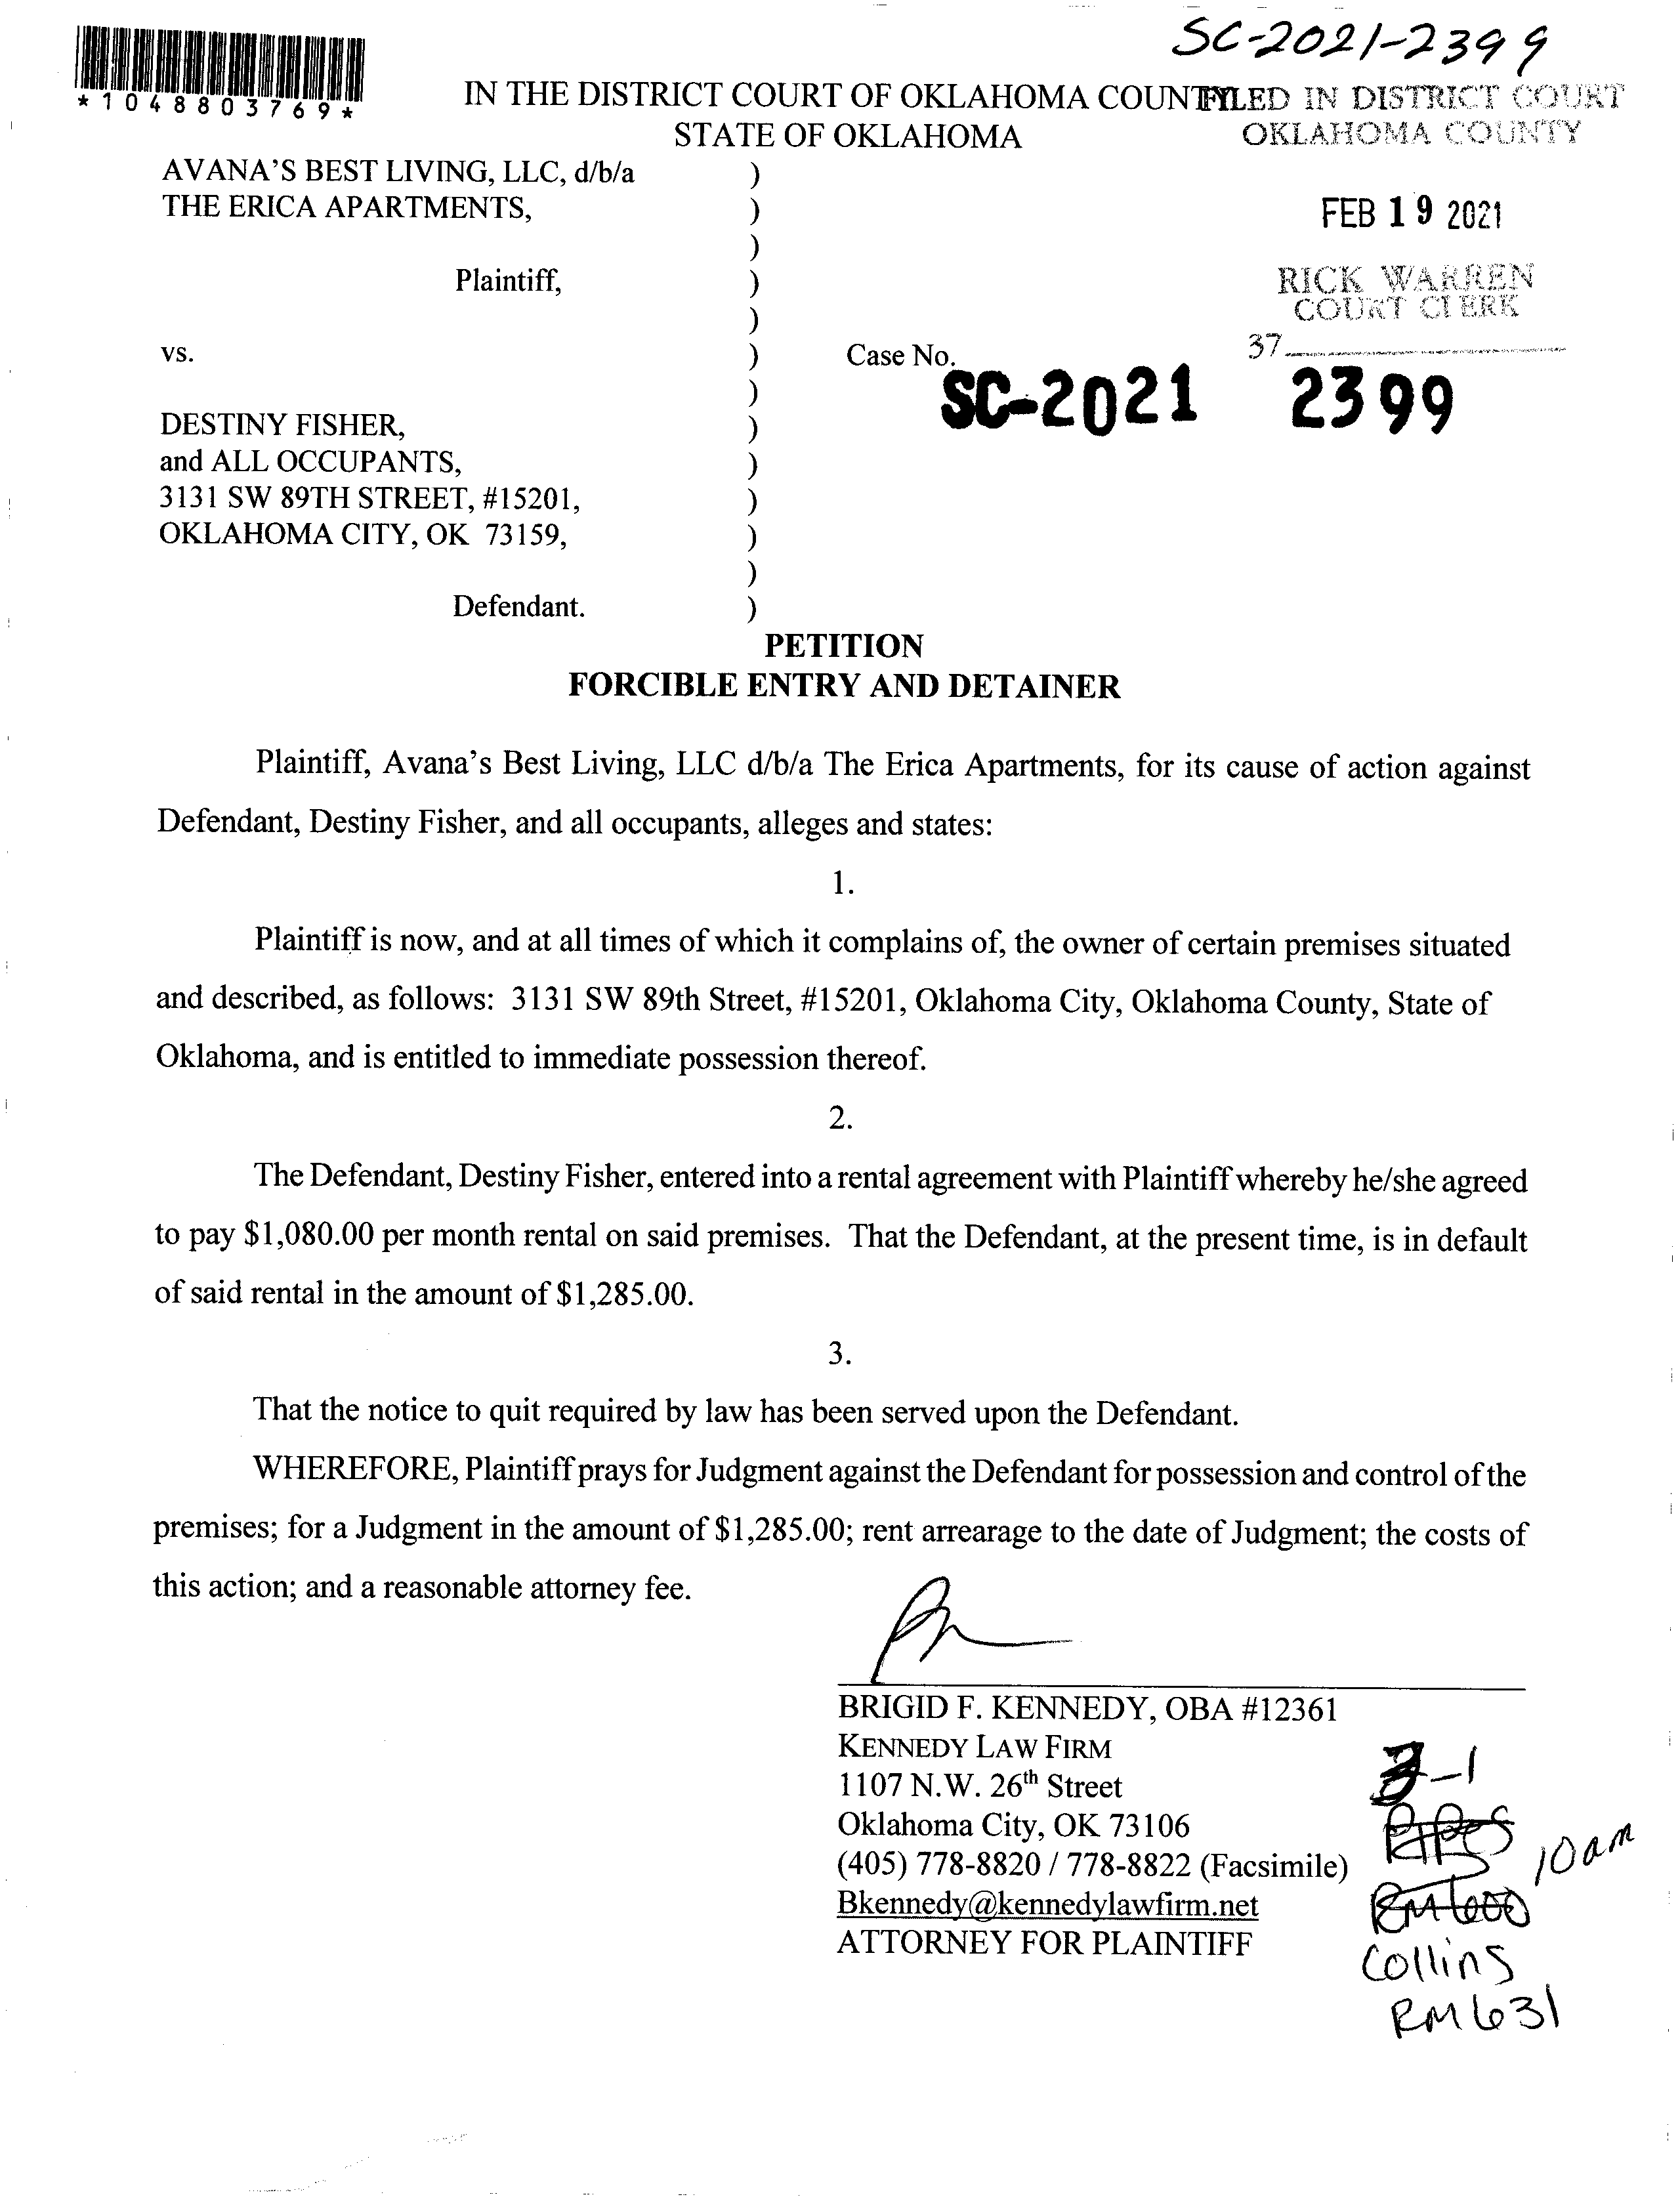 SC-2021-2399
*1048803769*
IN THE DISTRICT COURT OF OKLAHOMA COUNTY
STATE OF OKLAHOMA
FILED IN DISTRICT COURT
OKLAHOMA COUNTY
FEB 19 2021
RICK WARREN
COURT CLERK
37
AVANA'S BEST LIVING, LLC, d/b/a )
THE ERICA APARTMENTS, )
)
Plaintiff, )
)
vs. ) Case No.
SC-2021 2399
)
DESTINY FISHER, )
and ALL OCCUPANTS, )
3131 SW 89TH STREET, #15201, )
OKLAHOMA CITY, OK 73159, )
)
Defendant. )
PETITION
FORCIBLE ENTRY AND DETAINER
Plaintiff, Avana's Best Living, LLC d/b/a The Erica Apartments, for its cause of action against
Defendant, Destiny Fisher, and all occupants, alleges and states:
1.
Plaintiff is now, and at all times of which it complains of, the owner of certain premises situated
and described, as follows: 3131 SW 89th Street, #15201, Oklahoma City, Oklahoma County, State of
Oklahoma, and is entitled to immediate possession thereof.
2.
The Defendant, Destiny Fisher, entered into a rental agreement with Plaintiff whereby he/she agreed
to pay $1,080.00 per month rental on said premises. That the Defendant, at the present time, is in default
of said rental in the amount of $1,285.00.
3.
That the notice to quit required by law has been served upon the Defendant.
WHEREFORE, Plaintiff prays for Judgment against the Defendant for possession and control of the
premises; for a Judgment in the amount of $1,285.00; rent arrearage to the date of Judgment; the costs of
this action; and a reasonable attorney fee.
BRIGID F. KENNEDY, OBA #12361
KENNEDY LAW FIRM
1107 N.W. 26th Street
Oklahoma City, OK 73106
(405) 778-8820 / 778-8822 (Facsimile)
Bkennedy@kennedylawfirm.net
ATTORNEY FOR PLAINTIFF
3-1
10am
Collins
RM 631